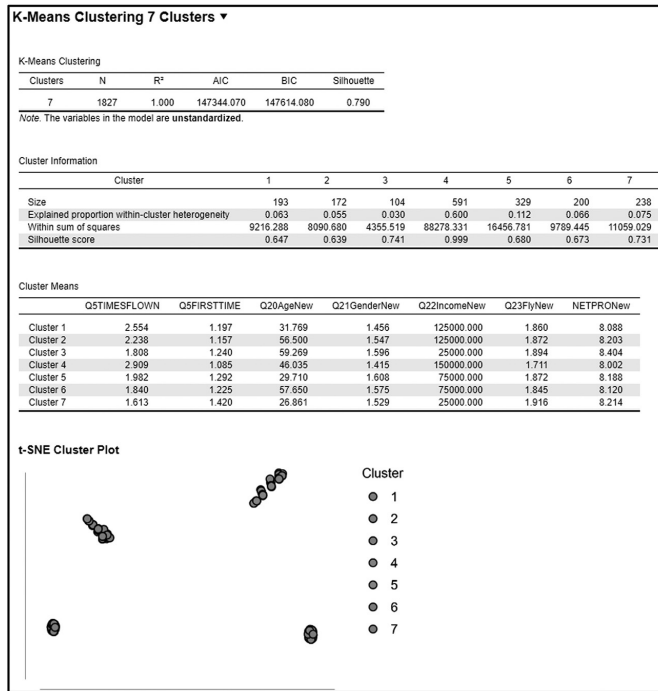 K-Means Clustering 7 Clusters ▼
K-Means Clustering
Clusters N R² AIC BIC Silhouette
7 1827 1.000 147344.070 147614.080 0.790
Note. The variables in the model are unstandardized.
Cluster Information
Cluster 1 2 3 4 5 6 7
Size 193 172 104 591 329 200 238
Explained proportion within-cluster heterogeneity 0.063 0.055 0.030 0.600 0.112 0.066 0.075
Within sum of squares 9216.288 8090.680 4355.519 88278.331 16456.781 9789.445 11059.029
Silhouette score 0.647 0.639 0.741 0.999 0.680 0.673 0.731
Cluster Means
Q5TIMESFLOWN Q5FIRSTTIME Q20AgeNew Q21GenderNew Q22IncomeNew Q23FlyNew NETPRONew
Cluster 1 2.554 1.197 31.769 1.456 125000.000 1.860 8.088
Cluster 2 2.238 1.157 56.500 1.547 125000.000 1.872 8.203
Cluster 3 1.808 1.240 59.269 1.596 25000.000 1.894 8.404
Cluster 4 2.909 1.085 46.035 1.415 150000.000 1.711 8.002
Cluster 5 1.982 1.292 29.710 1.608 75000.000 1.872 8.188
Cluster 6 1.840 1.225 57.650 1.575 75000.000 1.845 8.120
Cluster 7 1.613 1.420 26.861 1.529 25000.000 1.916 8.214
t-SNE Cluster Plot
Cluster
1
2
3
4
5
6
7